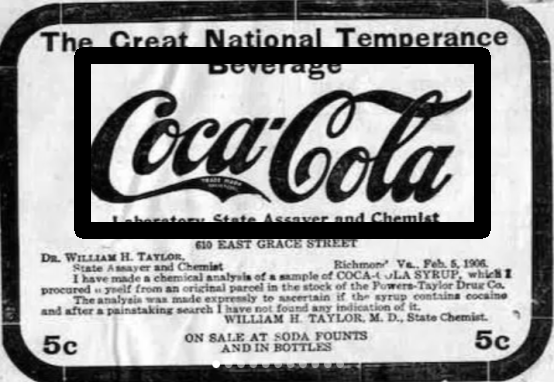 The Great National Temperance
Beverage
Coca-Cola
TRADE MARK
Laboratory State Assayer and Chemist
610 EAST GRACE STREET
DR. WILLIAM H. TAYLOR,
State Assayer and Chemist Richmon' Va., Feb. 5, 1906.
I have made a chemical analysis of a sample of COCA-COLA SYRUP, which I
procured myself from an original parcel in the stock of the Powers-Taylor Drug Co.
The analysis was made expressly to ascertain if the syrup contains cocaine
and after a painstaking search I have not found any indication of it.
WILLIAM H. TAYLOR, M. D., State Chemist.
5c ON SALE AT SODA FOUNTS 5c
AND IN BOTTLES